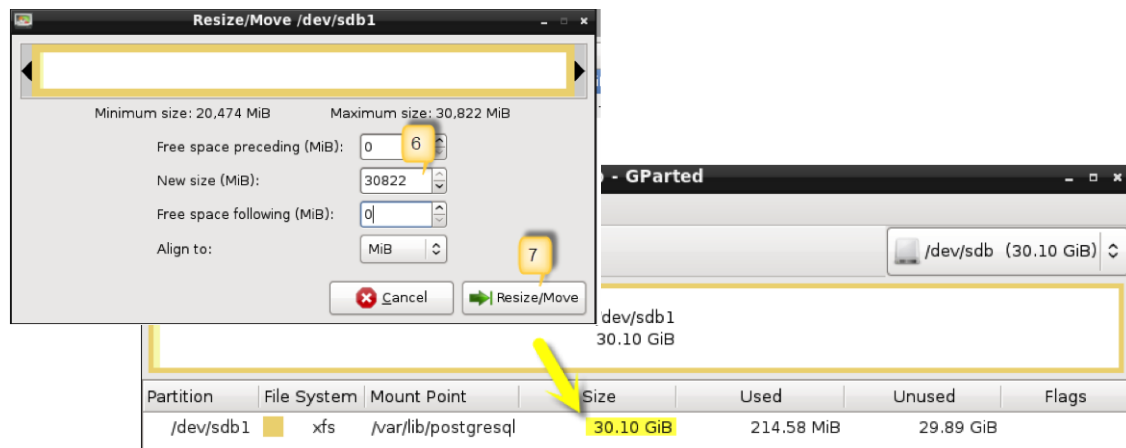 Resize/Move /dev/sdb1
Minimum size: 20,474 MiB Maximum size: 30,822 MiB
Free space preceding (MiB): 0
6
New size (MiB): 30822
Free space following (MiB): 0
Align to: MiB
7
Cancel Resize/Move
- GParted
/dev/sdb (30.10 GiB)
dev/sdb1
30.10 GiB
Partition File System Mount Point Size Used Unused Flags
/dev/sdb1 xfs /var/lib/postgresql 30.10 GiB 214.58 MiB 29.89 GiB